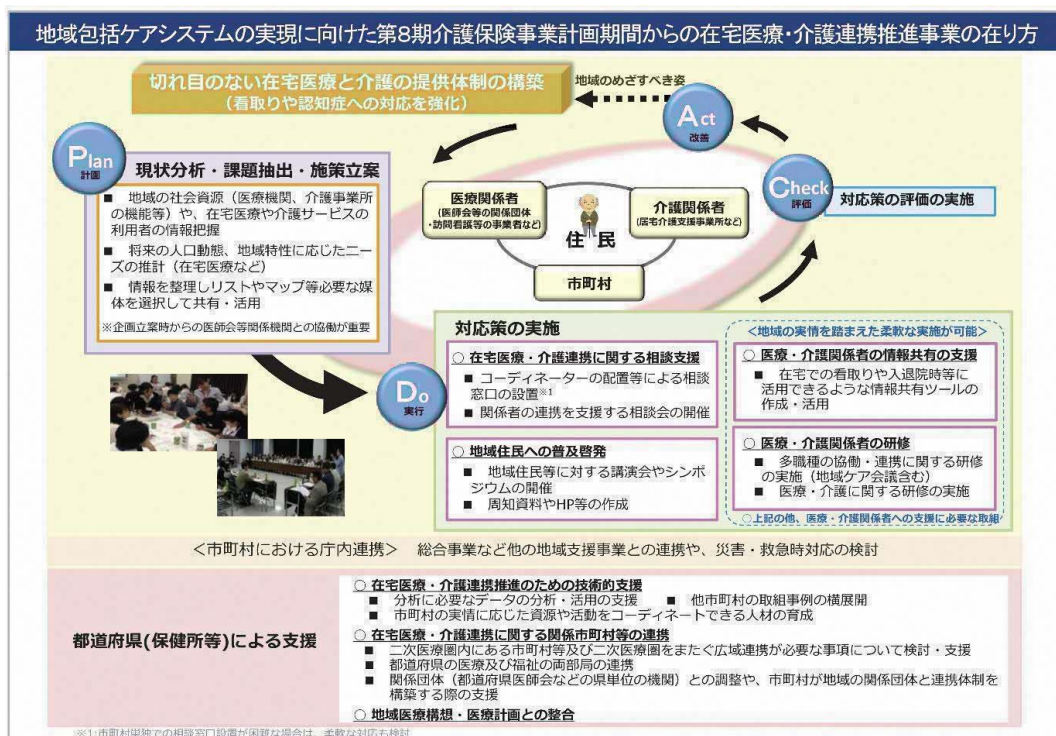 地域包括ケアシステムの実現に向けた第8期介護保険事業計画期間からの在宅医療・介護連携推進事業の在り方
切れ目のない在宅医療と介護の提供体制の構築
（看取りや認知症への対応を強化）
地域のめざすべき姿
Act
改善
Plan
計画
現状分析・課題抽出・施策立案
■ 地域の社会資源（医療機関、介護事業所
の機能等）や、在宅医療や介護サービスの
利用者の情報把握
■ 将来の人口動態、地域特性に応じたニー
ズの推計（在宅医療など）
■ 情報を整理しリストやマップ等必要な媒
体を選択して共有・活用
※企画立案時からの医師会等関係機関との協働が重要
医療関係者
（医師会等の関係団体
・訪問看護等の事業者など）
介護関係者
（居宅介護支援事業所など）
住民
市町村
Check
評価
対応策の評価の実施
Do
実行
対応策の実施
○ 在宅医療・介護連携に関する相談支援
■ コーディネーターの配置等による相談
窓口の設置※1
■ 関係者の連携を支援する相談会の開催
○ 地域住民への普及啓発
■ 地域住民等に対する講演会やシンポ
ジウムの開催
■ 周知資料やHP等の作成
<地域の実情を踏まえた柔軟な実施が可能>
○ 医療・介護関係者の情報共有の支援
■ 在宅での看取りや入退院時等に
活用できるような情報共有ツールの
作成・活用
○ 医療・介護関係者の研修
■ 多職種の協働・連携に関する研修
の実施（地域ケア会議含む）
■ 医療・介護に関する研修の実施
○上記の他、医療・介護関係者への支援に必要な取組
<市町村における庁内連携> 総合事業など他の地域支援事業との連携や、災害・救急時対応の検討
都道府県(保健所等)による支援
○ 在宅医療・介護連携推進のための技術的支援
■ 分析に必要なデータの分析・活用の支援 ■ 他市町村の取組事例の横展開
■ 市町村の実情に応じた資源や活動をコーディネートできる人材の育成
○ 在宅医療・介護連携に関する関係市町村等の連携
■ 二次医療圏内にある市町村等及び二次医療圏をまたぐ広域連携が必要な事項について検討・支援
■ 都道府県の医療及び福祉の両部局の連携
■ 関係団体（都道府県医師会などの県単位の機関）との調整や、市町村が地域の関係団体と連携体制を
構築する際の支援
○ 地域医療構想・医療計画との整合
※1:市町村単独での相談窓口設置が困難な場合は、柔軟な対応も検討